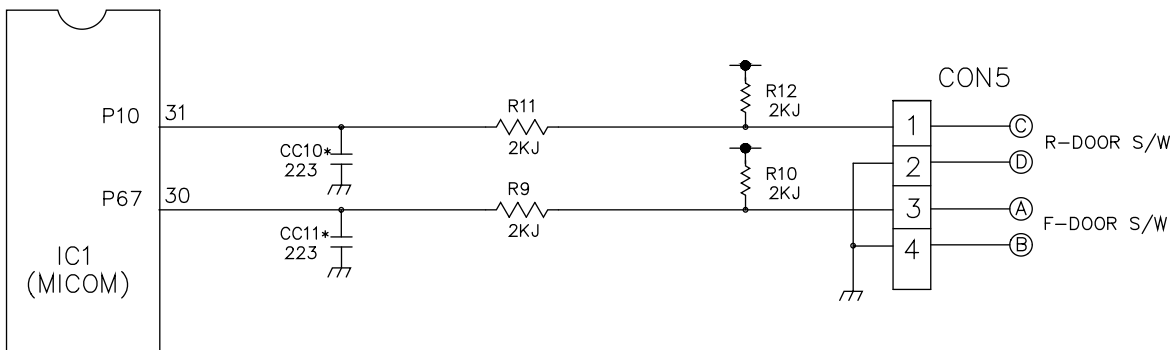 CON5
R12
2KJ
P10
31
R11
2KJ
1
C
R-DOOR S/W
CC10*
223
2
D
R10
2KJ
P67
30
R9
2KJ
3
A
F-DOOR S/W
CC11*
223
4
B
IC1
(MICOM)